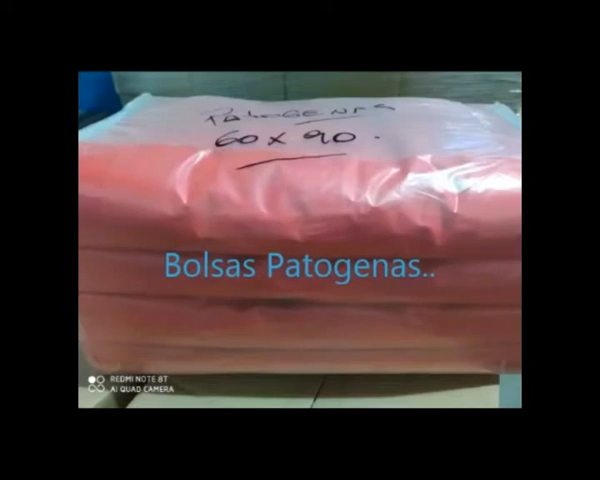 PatoGENAS
60 x 90.
Bolsas Patogenas..
REDMI NOTE 8T
AI QUAD CAMERA